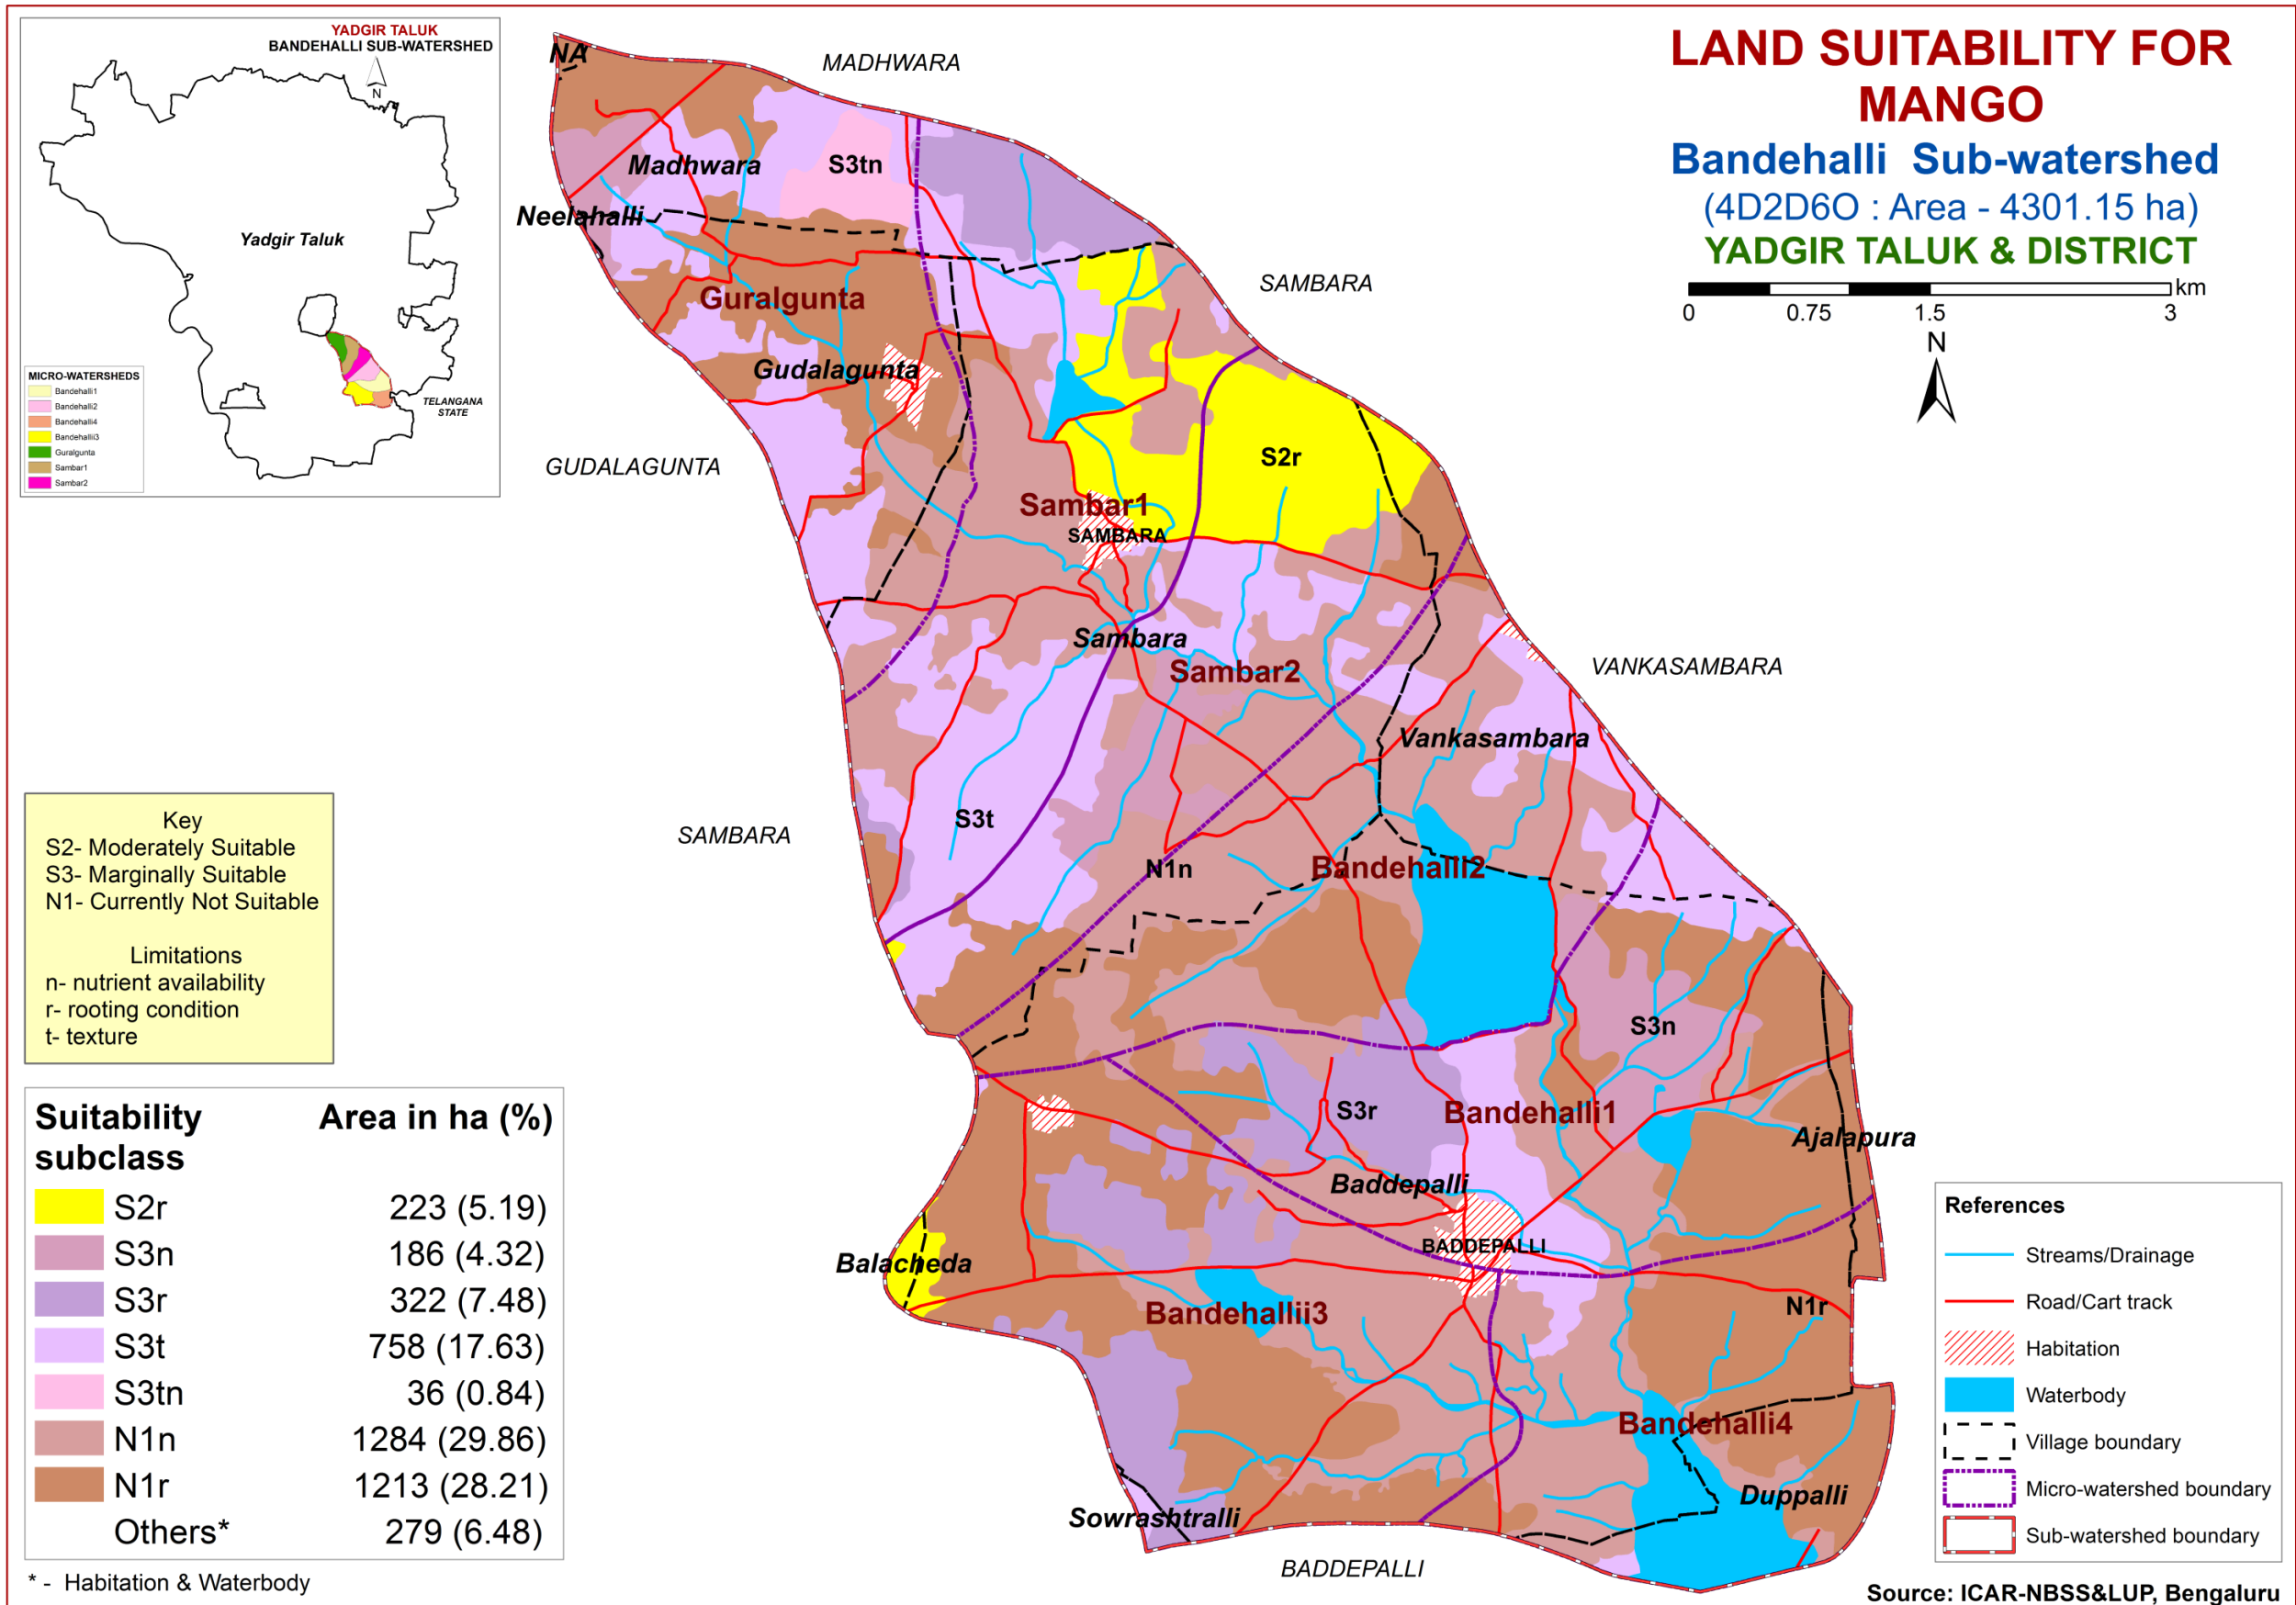 YADGIR TALUK
BANDEHALLI SUB-WATERSHED
N
Yadgir Taluk
TELANGANA
STATE
MICRO-WATERSHEDS
Bandehalli1
Bandehalli2
Bandehalli4
Bandehallii3
Guralgunta
Sambar1
Sambar2
LAND SUITABILITY FOR
MANGO
Bandehalli Sub-watershed
(4D2D6O : Area - 4301.15 ha)
YADGIR TALUK & DISTRICT
km
0 0.75 1.5 3
N
NA
MADHWARA
Madhwara
S3tn
Neelahalli
SAMBARA
Guralgunta
Gudalagunta
GUDALAGUNTA
S2r
Sambar1
SAMBARA
Sambara
Sambar2
VANKASAMBARA
Vankasambara
S3t
SAMBARA
N1n
Bandehalli2
S3n
S3r
Bandehalli1
Ajalapura
Baddepalli
BADDEPALLI
Balacheda
Bandehallii3
N1r
Bandehalli4
Duppalli
Sowrashtralli
BADDEPALLI
Key
S2- Moderately Suitable
S3- Marginally Suitable
N1- Currently Not Suitable
Limitations
n- nutrient availability
r- rooting condition
t- texture
Suitability subclass Area in ha (%)
S2r 223 (5.19)
S3n 186 (4.32)
S3r 322 (7.48)
S3t 758 (17.63)
S3tn 36 (0.84)
N1n 1284 (29.86)
N1r 1213 (28.21)
Others* 279 (6.48)
* - Habitation & Waterbody
References
Streams/Drainage
Road/Cart track
Habitation
Waterbody
Village boundary
Micro-watershed boundary
Sub-watershed boundary
Source: ICAR-NBSS&LUP, Bengaluru